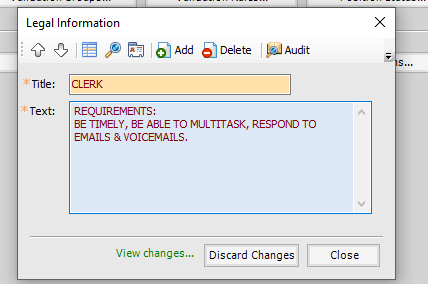 Legal Information
Add Delete Audit
ns...
*Title: CLERK
*Text: REQUIREMENTS:
BE TIMELY, BE ABLE TO MULTITASK, RESPOND TO
EMAILS & VOICEMAILS.
View changes... Discard Changes Close